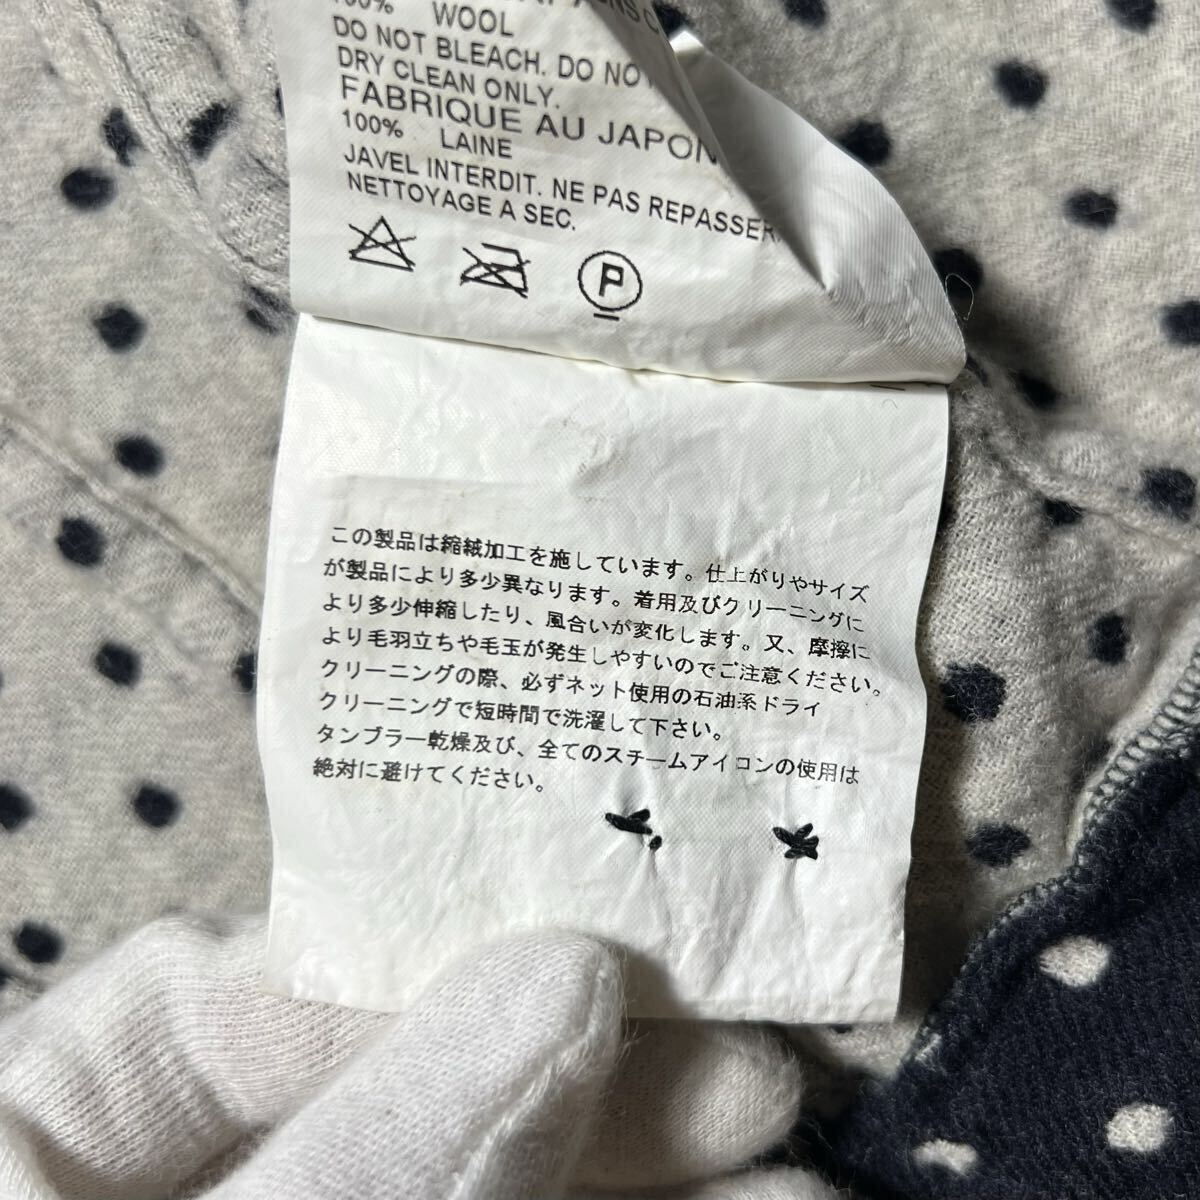 100% WOOL
DO NOT BLEACH. DO NOT
DRY CLEAN ONLY.
FABRIQUE AU JAPON
100% LAINE
JAVEL INTERDIT. NE PAS REPASSER.
NETTOYAGE A SEC.
P
この製品は縮絨加工を施しています。仕上がりやサイズ
が製品により多少異なります。着用及びクリーニングに
より多少伸縮したり、風合いが変化します。又、摩擦に
より毛羽立ちや毛玉が発生しやすいのでご注意ください。
クリーニングの際、必ずネット使用の石油系ドライ
クリーニングで短時間で洗濯して下さい。
タンブラー乾燥及び、全てのスチームアイロンの使用は
絶対に避けてください。